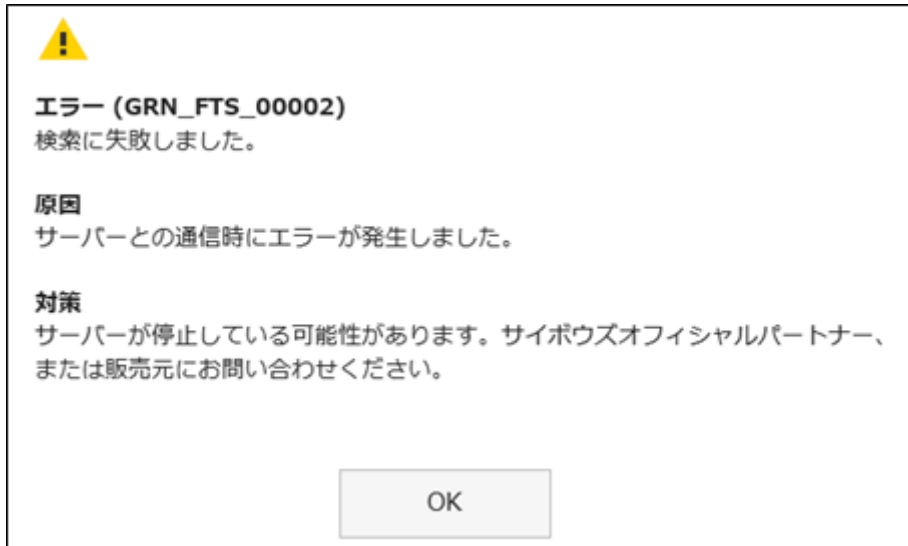 エラー (GRN_FTS_00002)
検索に失敗しました。
原因
サーバーとの通信時にエラーが発生しました。
対策
サーバーが停止している可能性があります。サイボウズオフィシャルパートナー、
または販売元にお問い合わせください。
OK